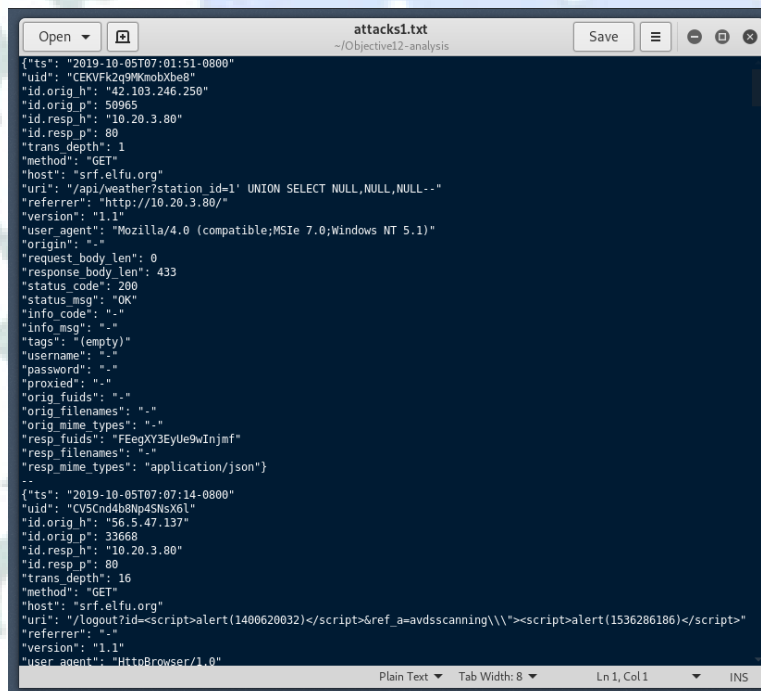 Open
attacks1.txt
~/Objective12-analysis
Save
{"ts": "2019-10-05T07:01:51-0800"
"uid": "CEKVFk2q9MKmobXbe8"
"id.orig_h": "42.103.246.250"
"id.orig_p": 50965
"id.resp_h": "10.20.3.80"
"id.resp_p": 80
"trans_depth": 1
"method": "GET"
"host": "srf.elfu.org"
"uri": "/api/weather?station_id=1' UNION SELECT NULL,NULL,NULL--"
"referrer": "http://10.20.3.80/"
"version": "1.1"
"user_agent": "Mozilla/4.0 (compatible;MSIe 7.0;Windows NT 5.1)"
"origin": "-"
"request_body_len": 0
"response_body_len": 433
"status_code": 200
"status_msg": "OK"
"info_code": "-"
"info_msg": "-"
"tags": "(empty)"
"username": "-"
"password": "-"
"proxied": "-"
"orig_fuids": "-"
"orig_filenames": "-"
"orig_mime_types": "-"
"resp_fuids": "FEegXY3EyUe9wInjmf"
"resp_filenames": "-"
"resp_mime_types": "application/json"}
--
{"ts": "2019-10-05T07:07:14-0800"
"uid": "CV5Cnd4b8Np4SNsX6l"
"id.orig_h": "56.5.47.137"
"id.orig_p": 33668
"id.resp_h": "10.20.3.80"
"id.resp_p": 80
"trans_depth": 16
"method": "GET"
"host": "srf.elfu.org"
"uri": "/logout?id=<script>alert(1400620032)</script>&ref_a=avdsscanning\\\"><script>alert(1536286186)</script>"
"referrer": "-"
"version": "1.1"
"user_agent": "HttpBrowser/1.0"
Plain Text Tab Width: 8 Ln 1, Col 1 INS